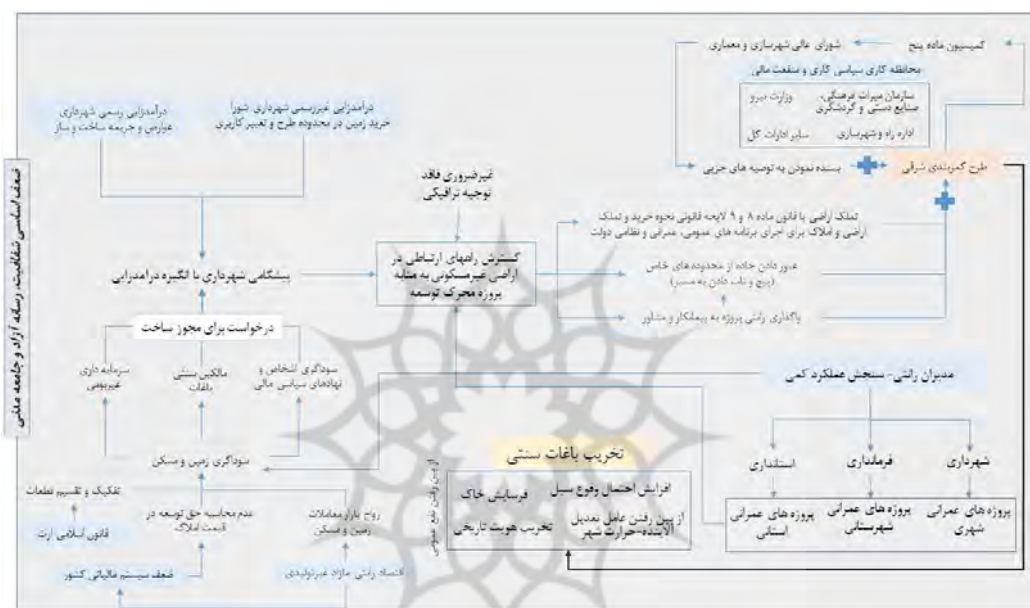 کمیسیون ماده پنج
شورای عالی شهرسازی و معماری
محافظه کاری سیاسی کاری و منفعت مالی
سازمان میراث فرهنگی،
صنایع دستی و گردشگری
وزارت نیرو
اداره راه و شهرسازی
سایر ادارات کل
طرح کمربندی شرقی
بسنده نمودن به توصیه های جزیی
درآمدزایی غیررسمی شهرداری شورا
خرید زمین در محدوده طرح و تغییر کاربری
درآمدزایی رسمی شهرداری
عوارض و جریمه ساخت و ساز
ضعف اساسی شفافیت، رسانه آزاد و جامعه مدنی
غیرضروری فاقد
توجیه ترافیکی
تملک اراضی با قانون ماده ۸ و ۹ لایحه قانونی نحوه خرید و تملک
اراضی و املاک برای اجرای برنامه های عمومی، عمرانی و نظامی دولت
عبور دادن جاده از محدوده های خاص
(پیچ و تاب دادن به مسیر)
واگذاری رانتی پروژه به پیمانکار و مشاور
گسترش راههای ارتباطی در
اراضی غیرمسکونی به مثابه
پروژه محرک توسعه
پیشگامی شهرداری با انگیزه درآمدزایی
درخواست برای مجوز ساخت
سوداگری اشخاص و
نهادهای سیاسی مالی
مالکین سنتی
باغات
سرمایه داری
غیربومی
مدیران رانتی- سنجش عملکرد کمی
شهرداری
فرمانداری
استانداری
پروژه های عمرانی
شهری
پروژه های عمرانی
شهرستانی
پروژه های عمرانی
استانی
تخریب باغات سنتی
افزایش احتمال وقوع سیل
فرسایش خاک
از بین رفتن عامل تعدیل
آلاینده-حرارت شهر
تخریب هویت تاریخی
از بین رفتن نفع عمومی
سوداگری زمین و مسکن
رواج بازار معاملات
زمین و مسکن
عدم محاسبه حق توسعه در
قیمت املاک
تفکیک و تقسیم قطعات
قانون اسلامی ارث
اقتصاد رانتی مازاد غیرتولیدی
ضعف سیستم مالیاتی کشور